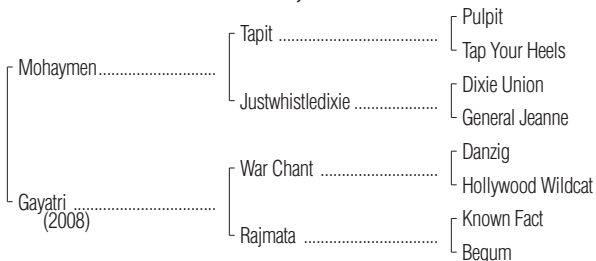 Pulpit
Tapit ........................................
Tap Your Heels
Mohaymen.............................
Dixie Union
Justwhistledixie .....................
General Jeanne
Danzig
War Chant .............................
Hollywood Wildcat
Gayatri ...................................
(2008)
Known Fact
Rajmata .................................
Begum